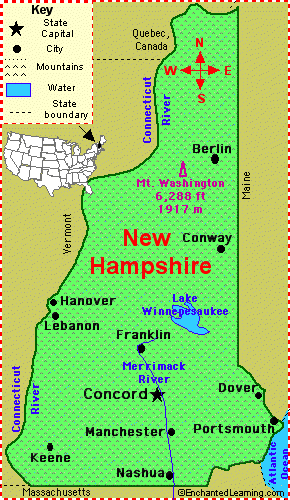 Key
State
Capital
City
Mountains
Water
State
boundary
Quebec,
Canada
N
W E
S
Connecticut
River
Berlin
Mt. Washington
6,288 ft
1917 m
Maine
Vermont
New
Hampshire
Conway
Hanover
Lebanon
Lake
Winnepesaukee
Franklin
Merrimack
River
Connecticut
River
Concord
Dover
Manchester
Portsmouth
Keene
Nashua
Atlantic
Ocean
Massachusetts
©EnchantedLearning.com